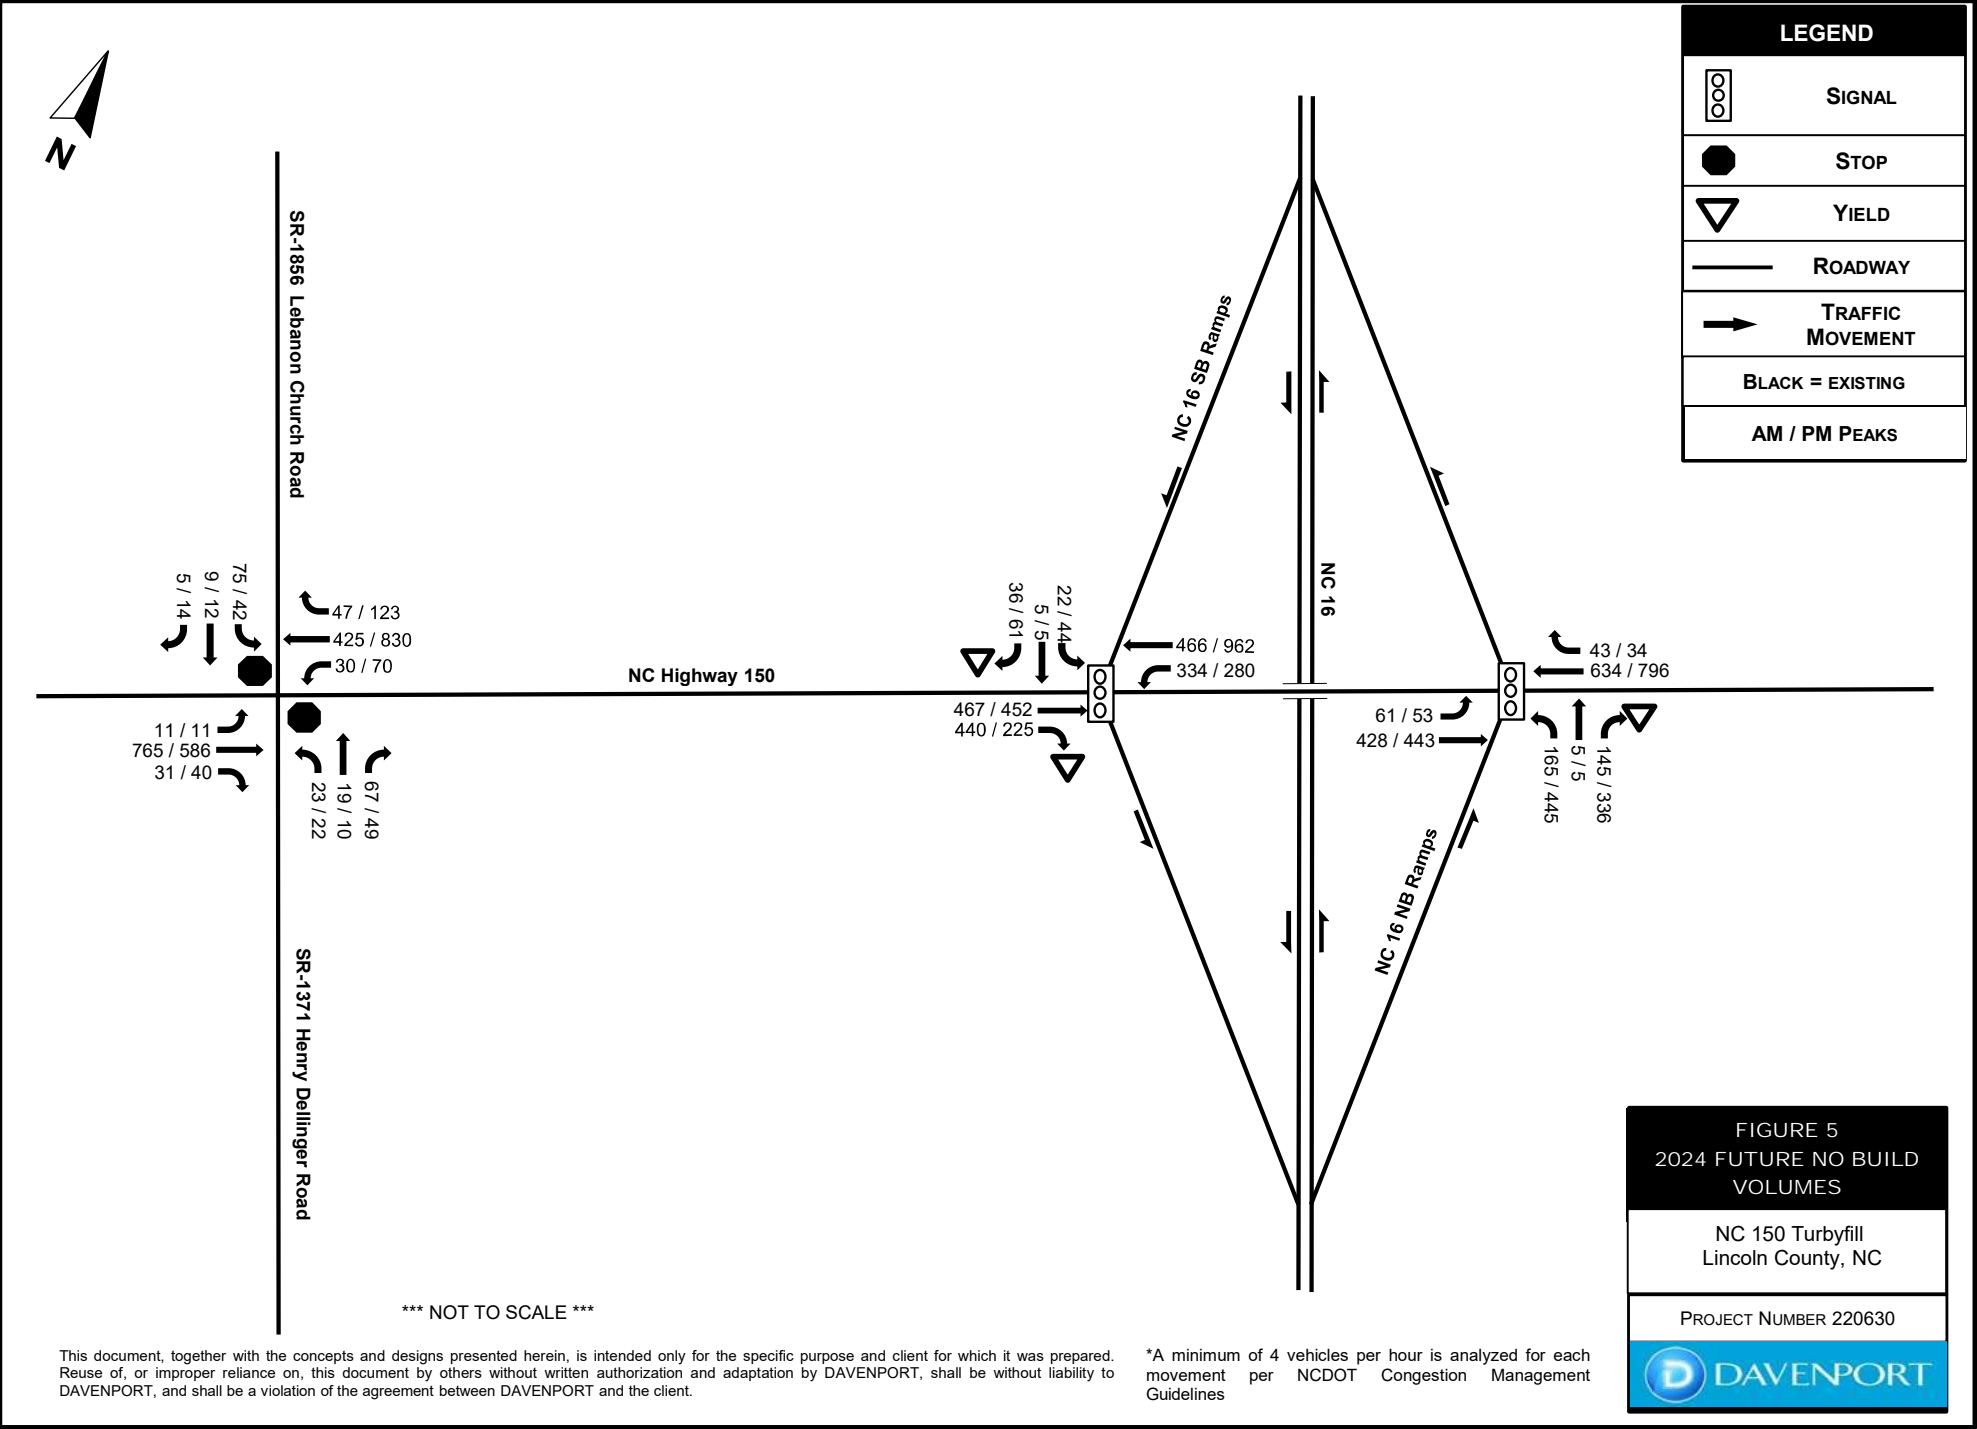 LEGEND
SIGNAL
STOP
YIELD
ROADWAY
TRAFFIC
MOVEMENT
BLACK = EXISTING
AM / PM PEAKS
N
SR-1856 Lebanon Church Road
NC 16 SB Ramps
NC 16
5 / 14
9 / 12
75 / 42
47 / 123
425 / 830
30 / 70
NC Highway 150
11 / 11
765 / 586
31 / 40
23 / 22
19 / 10
67 / 49
36 / 61
5 / 5
22 / 44
466 / 962
334 / 280
467 / 452
440 / 225
43 / 34
634 / 796
61 / 53
428 / 443
165 / 445
5 / 5
145 / 336
NC 16 NB Ramps
SR-1371 Henry Dellinger Road
FIGURE 5
2024 FUTURE NO BUILD
VOLUMES
NC 150 Turbyfill
Lincoln County, NC
PROJECT NUMBER 220630
DAVENPORT
*** NOT TO SCALE ***
This document, together with the concepts and designs presented herein, is intended only for the specific purpose and client for which it was prepared.
Reuse of, or improper reliance on, this document by others without written authorization and adaptation by DAVENPORT, shall be without liability to
DAVENPORT, and shall be a violation of the agreement between DAVENPORT and the client.
*A minimum of 4 vehicles per hour is analyzed for each
movement per NCDOT Congestion Management
Guidelines